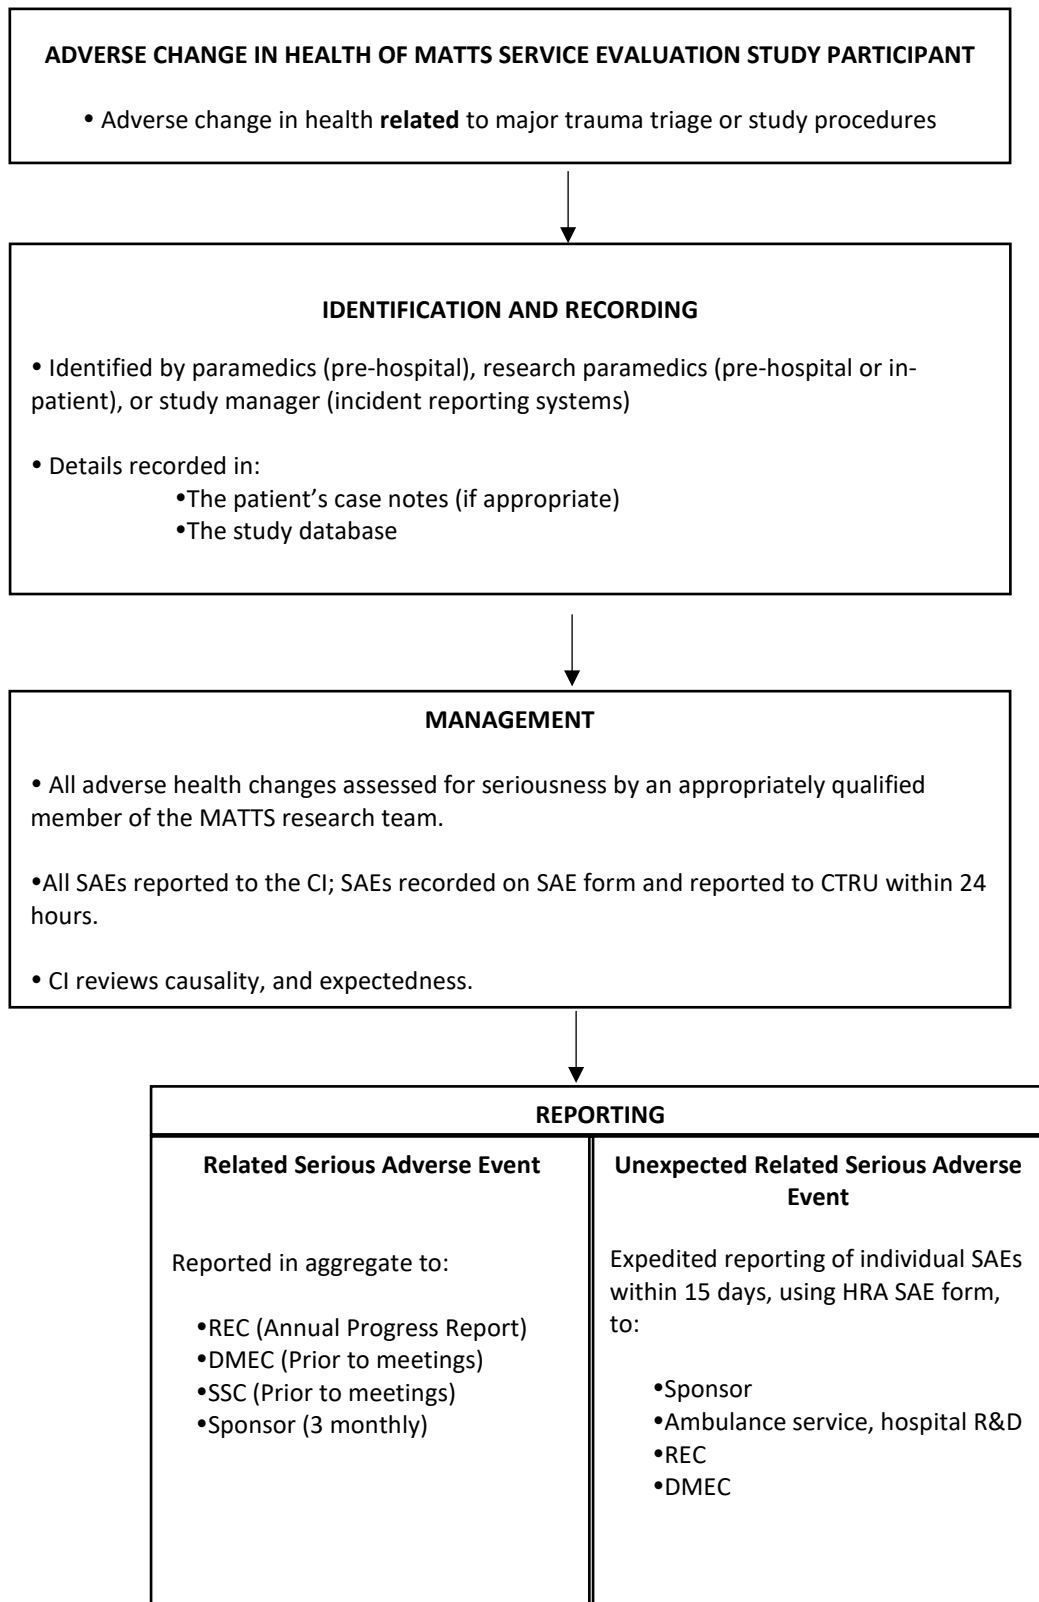 ADVERSE CHANGE IN HEALTH OF MATTS SERVICE EVALUATION STUDY PARTICIPANT
• Adverse change in health related to major trauma triage or study procedures
IDENTIFICATION AND RECORDING
• Identified by paramedics (pre-hospital), research paramedics (pre-hospital or in-
patient), or study manager (incident reporting systems)
• Details recorded in:
•The patient’s case notes (if appropriate)
•The study database
MANAGEMENT
• All adverse health changes assessed for seriousness by an appropriately qualified
member of the MATTS research team.
•All SAEs reported to the CI; SAEs recorded on SAE form and reported to CTRU within 24
hours.
• CI reviews causality, and expectedness.
REPORTING
Related Serious Adverse Event
Reported in aggregate to:
•REC (Annual Progress Report)
•DMEC (Prior to meetings)
•SSC (Prior to meetings)
•Sponsor (3 monthly)
Unexpected Related Serious Adverse
Event
Expedited reporting of individual SAEs
within 15 days, using HRA SAE form,
to:
•Sponsor
•Ambulance service, hospital R&D
•REC
•DMEC